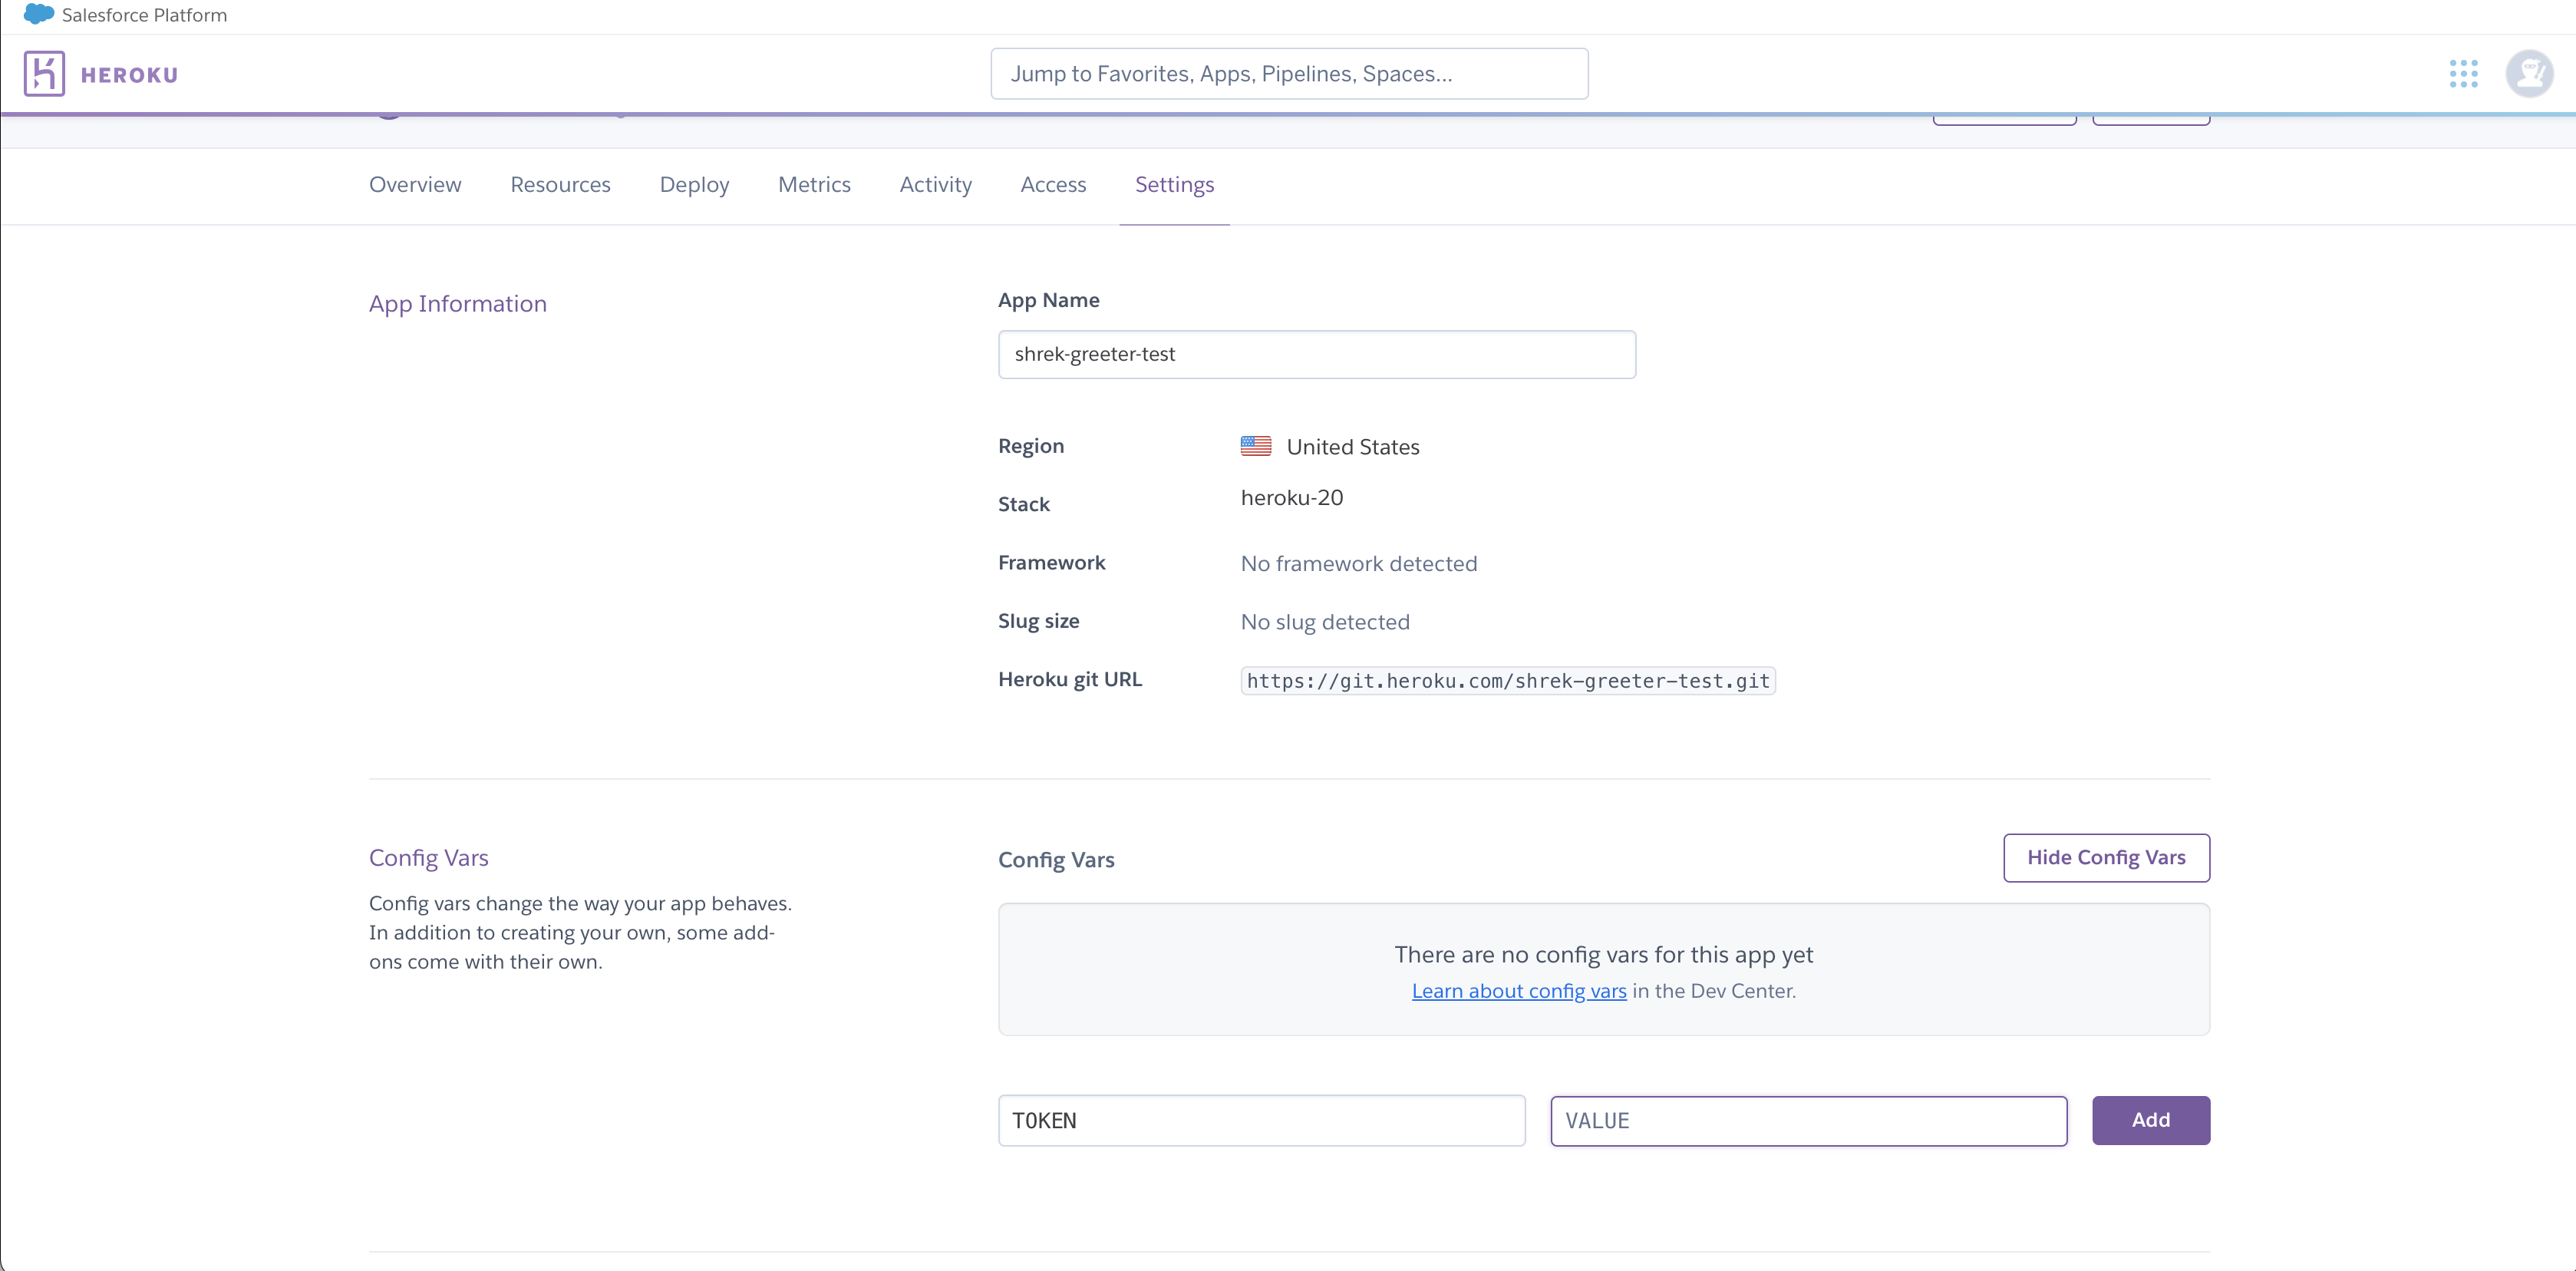 Salesforce Platform
HEROKU
Jump to Favorites, Apps, Pipelines, Spaces...
Overview Resources Deploy Metrics Activity Access Settings
App Information
App Name
shrek-greeter-test
Region United States
Stack heroku-20
Framework No framework detected
Slug size No slug detected
Heroku git URL https://git.heroku.com/shrek-greeter-test.git
Config Vars
Config vars change the way your app behaves.
In addition to creating your own, some add-
ons come with their own.
Config Vars
Hide Config Vars
There are no config vars for this app yet
Learn about config vars in the Dev Center.
TOKEN
VALUE
Add